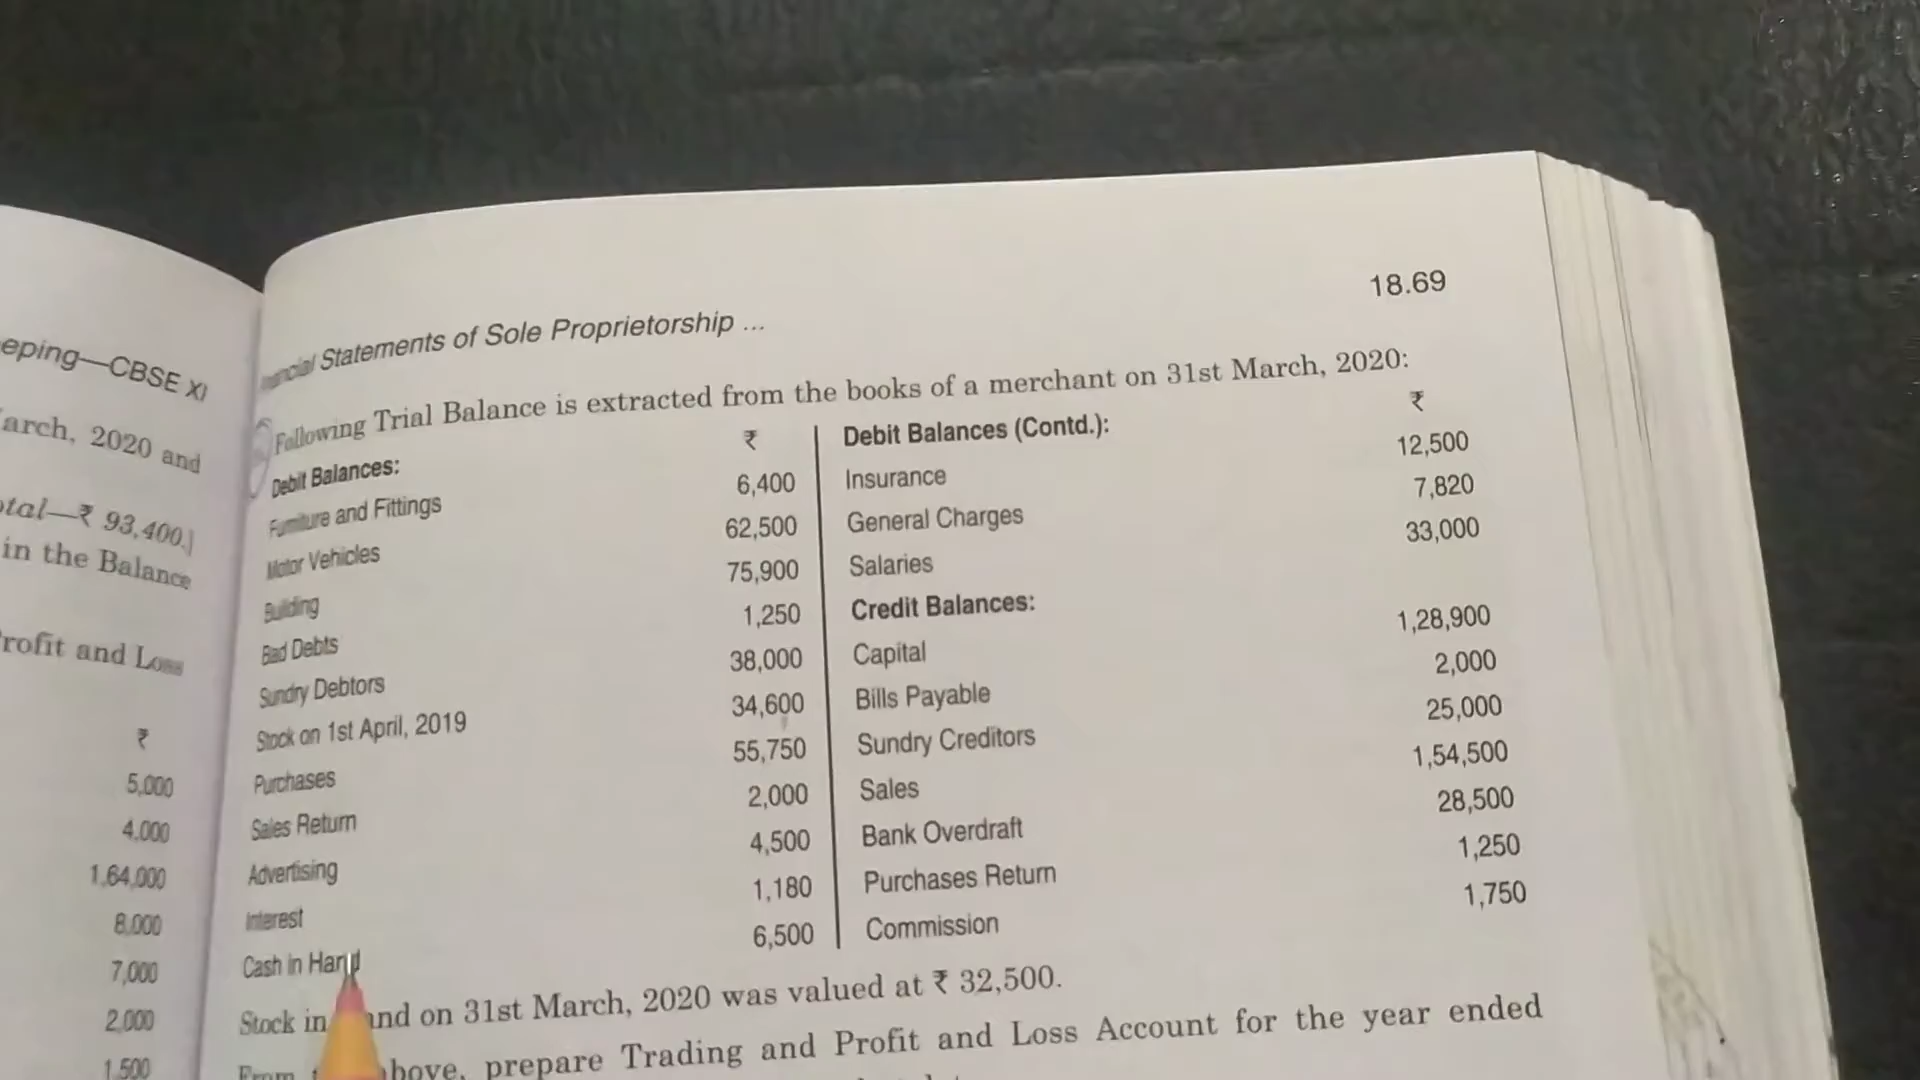 eping—CBSE XI
arch, 2020 and
tal—₹ 93,400.]
in the Balance
rofit and Loss
₹
5,000
4,000
1,64,000
8,000
7,000
2,000
1,500
18.69
Statements of Sole Proprietorship ...
Following Trial Balance is extracted from the books of a merchant on 31st March, 2020:
Debit Balances: ₹
Furniture and Fittings 6,400
Motor Vehicles 62,500
Building 75,900
Bad Debts 1,250
Sundry Debtors 38,000
Stock on 1st April, 2019 34,600
Purchases 55,750
Sales Return 2,000
Advertising 4,500
Interest 1,180
Cash in Hand 6,500
Debit Balances (Contd.): ₹
Insurance 12,500
General Charges 7,820
Salaries 33,000
Credit Balances:
Capital 1,28,900
Bills Payable 2,000
Sundry Creditors 25,000
Sales 1,54,500
Bank Overdraft 28,500
Purchases Return 1,250
Commission 1,750
Stock in and on 31st March, 2020 was valued at ₹ 32,500.
From bove, prepare Trading and Profit and Loss Account for the year ended